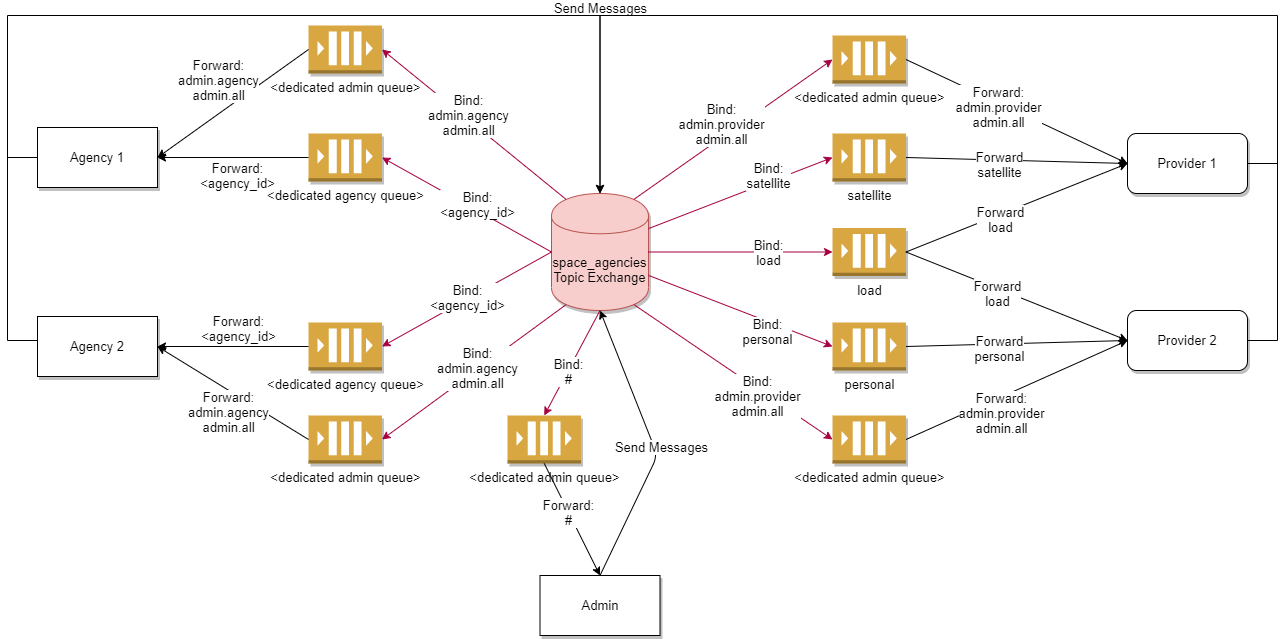 Send Messages
Forward:
admin.agency
admin.all
<dedicated admin queue>
Bind:
admin.agency
admin.all
Bind:
admin.provider
admin.all
<dedicated admin queue>
Forward:
admin.provider
admin.all
Agency 1
Forward:
<agency_id>
<dedicated agency queue>
Bind:
<agency_id>
Bind:
satellite
satellite
Forward
satellite
Provider 1
space_agencies
Topic Exchange
Bind:
load
load
Forward
load
Forward
load
Bind:
<agency_id>
Agency 2
Forward:
<agency_id>
<dedicated agency queue>
Bind:
personal
personal
Forward
personal
Provider 2
Forward:
admin.agency
admin.all
<dedicated admin queue>
Bind:
admin.agency
admin.all
Bind:
#
<dedicated admin queue>
Send Messages
Bind:
admin.provider
admin.all
<dedicated admin queue>
Forward:
admin.provider
admin.all
Forward:
#
Admin